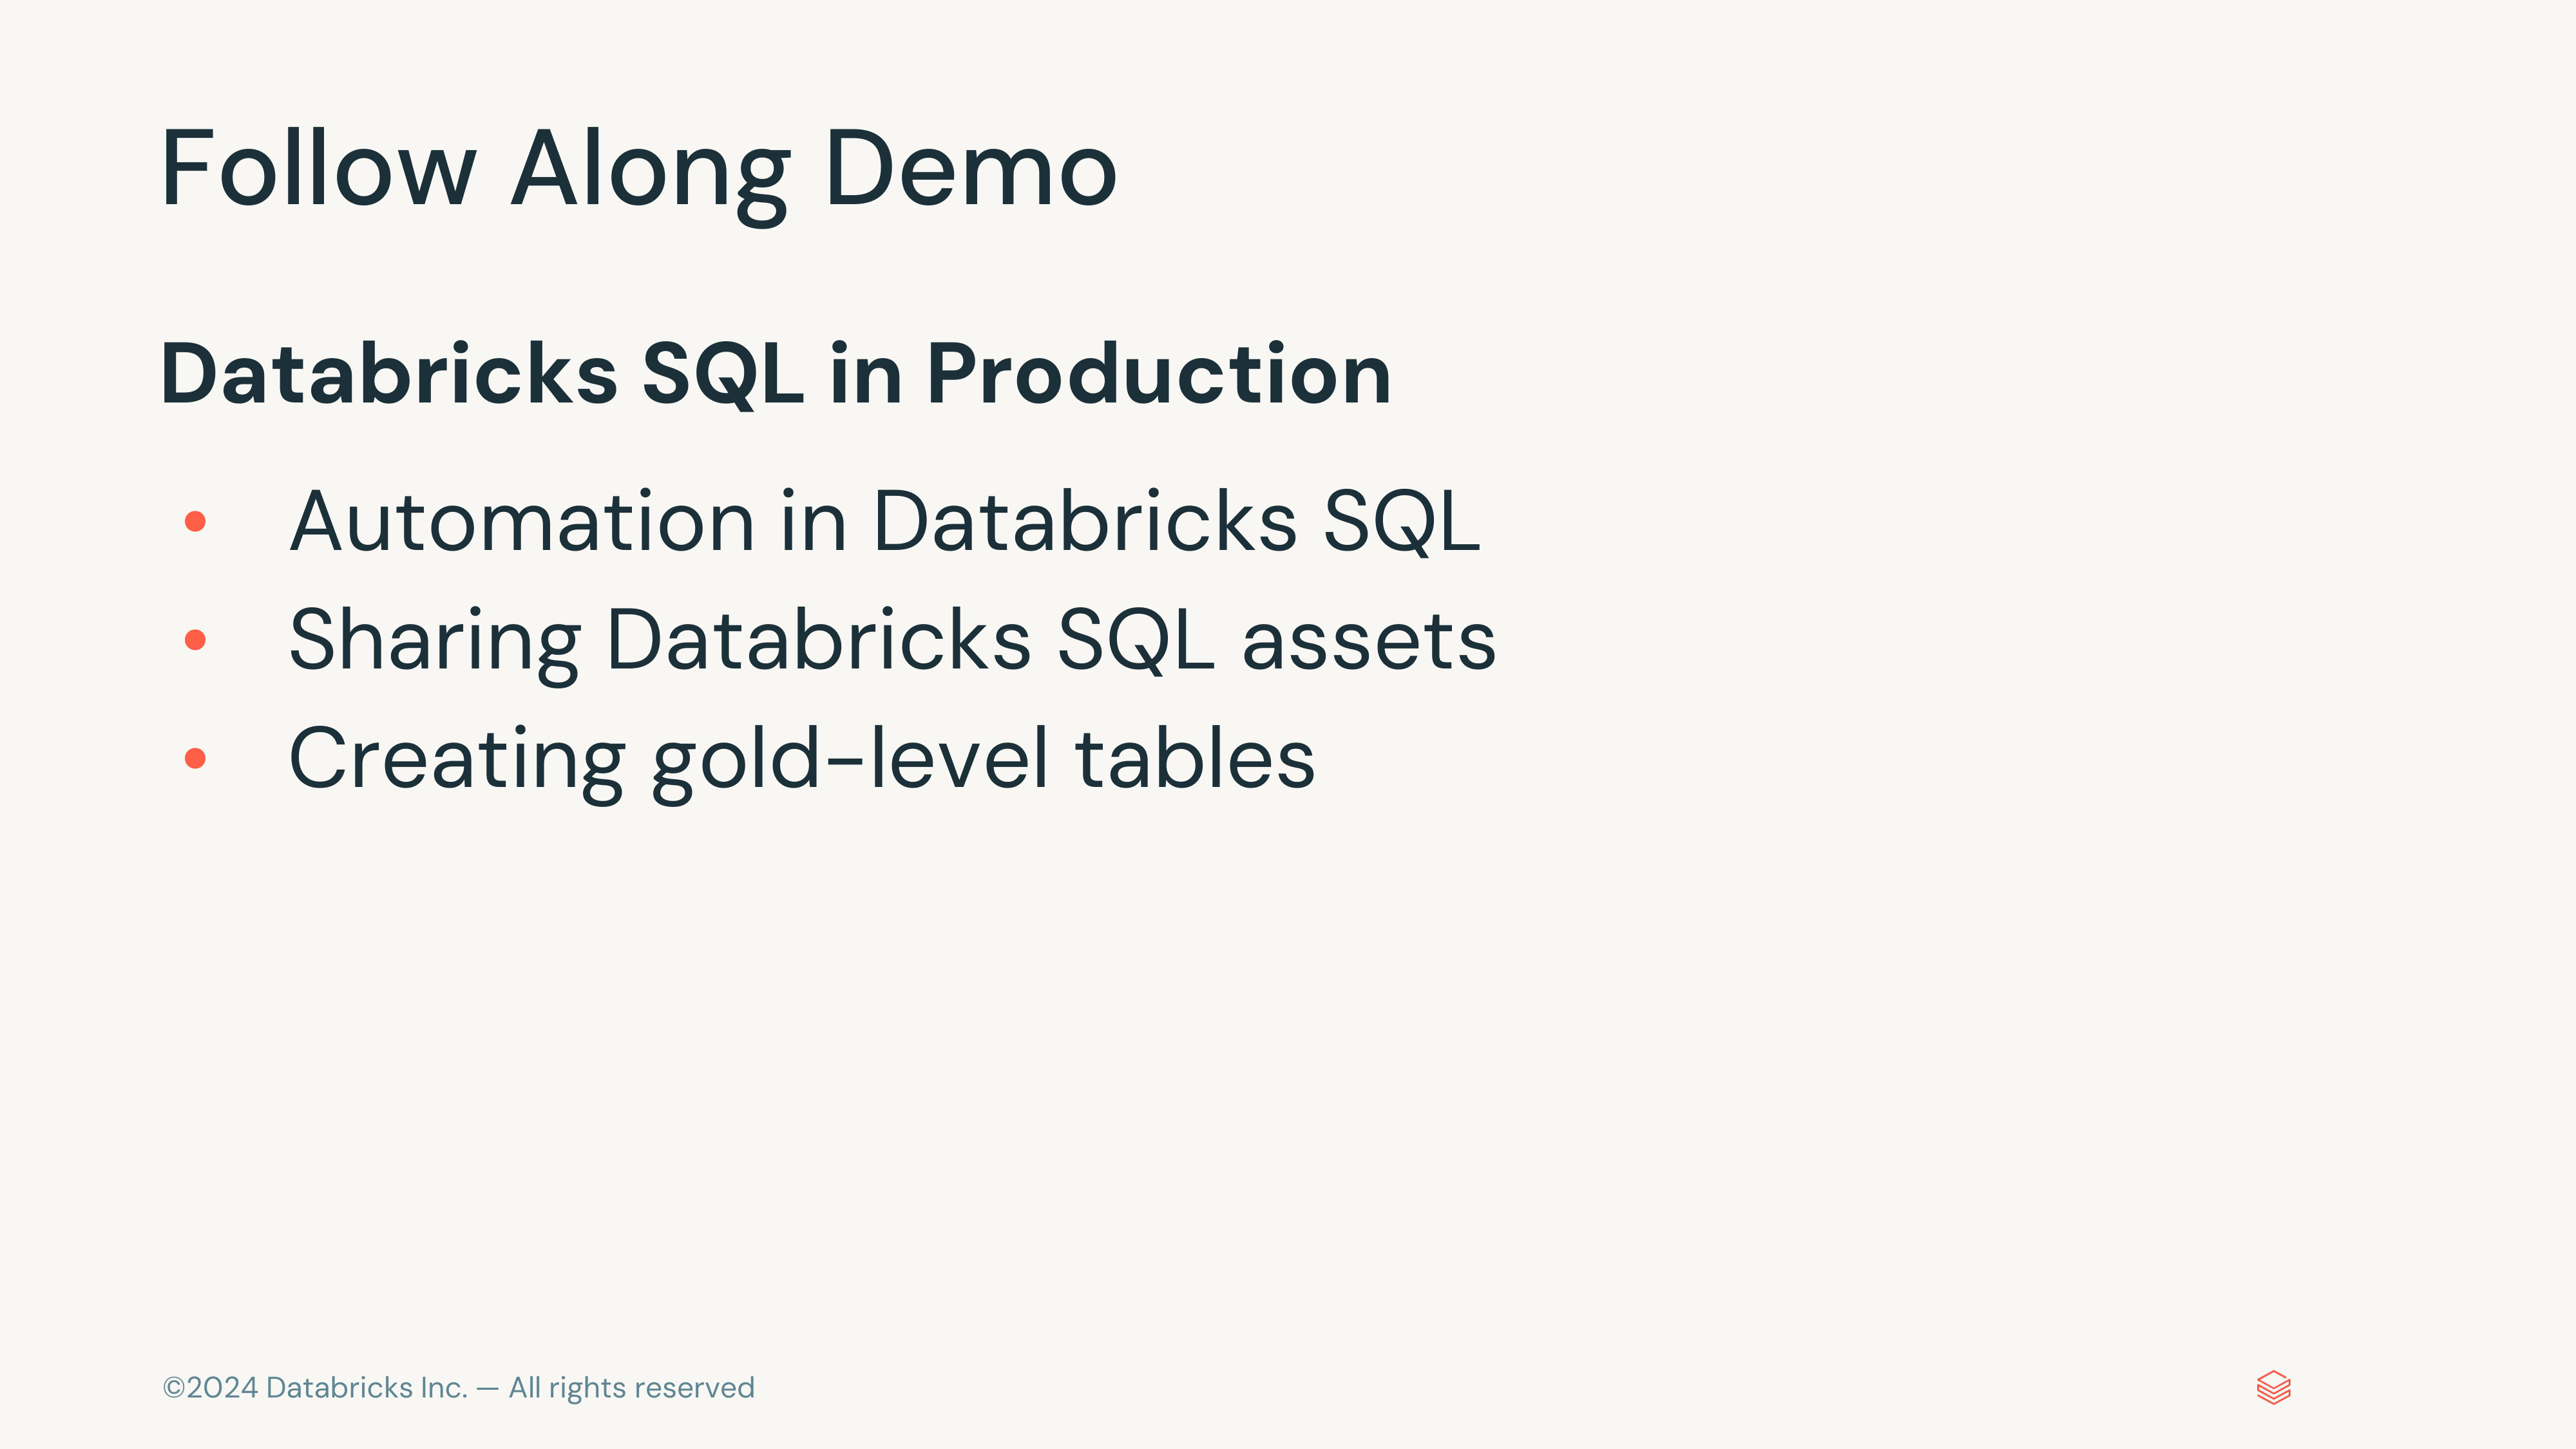 Follow Along Demo
Databricks SQL in Production
• Automation in Databricks SQL
• Sharing Databricks SQL assets
• Creating gold-level tables
©2024 Databricks Inc. — All rights reserved